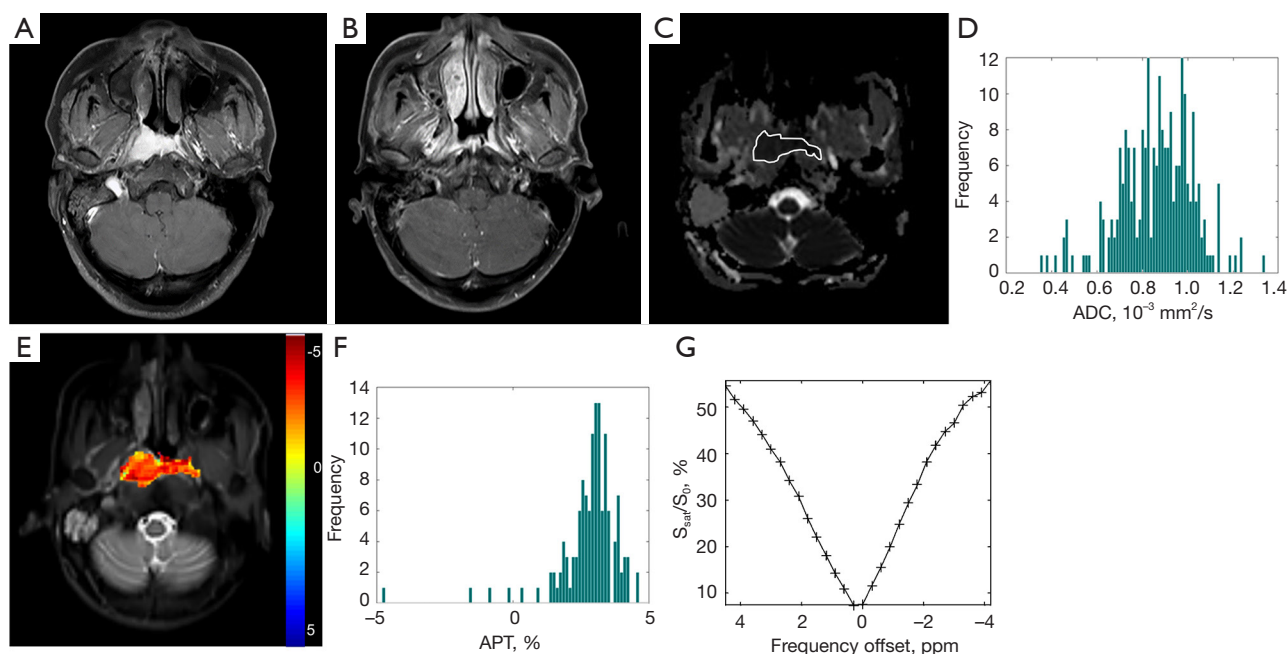 A
B
C
D
12
10
8
6
4
2
0
Frequency
0.2 0.4 0.6 0.8 1.0 1.2 1.4
ADC, 10⁻³ mm²/s
E
-5
0
5
F
14
12
10
8
6
4
2
0
Frequency
−5 0 5
APT, %
G
50
40
30
20
10
Ssat/S0, %
4 2 0 −2 −4
Frequency offset, ppm